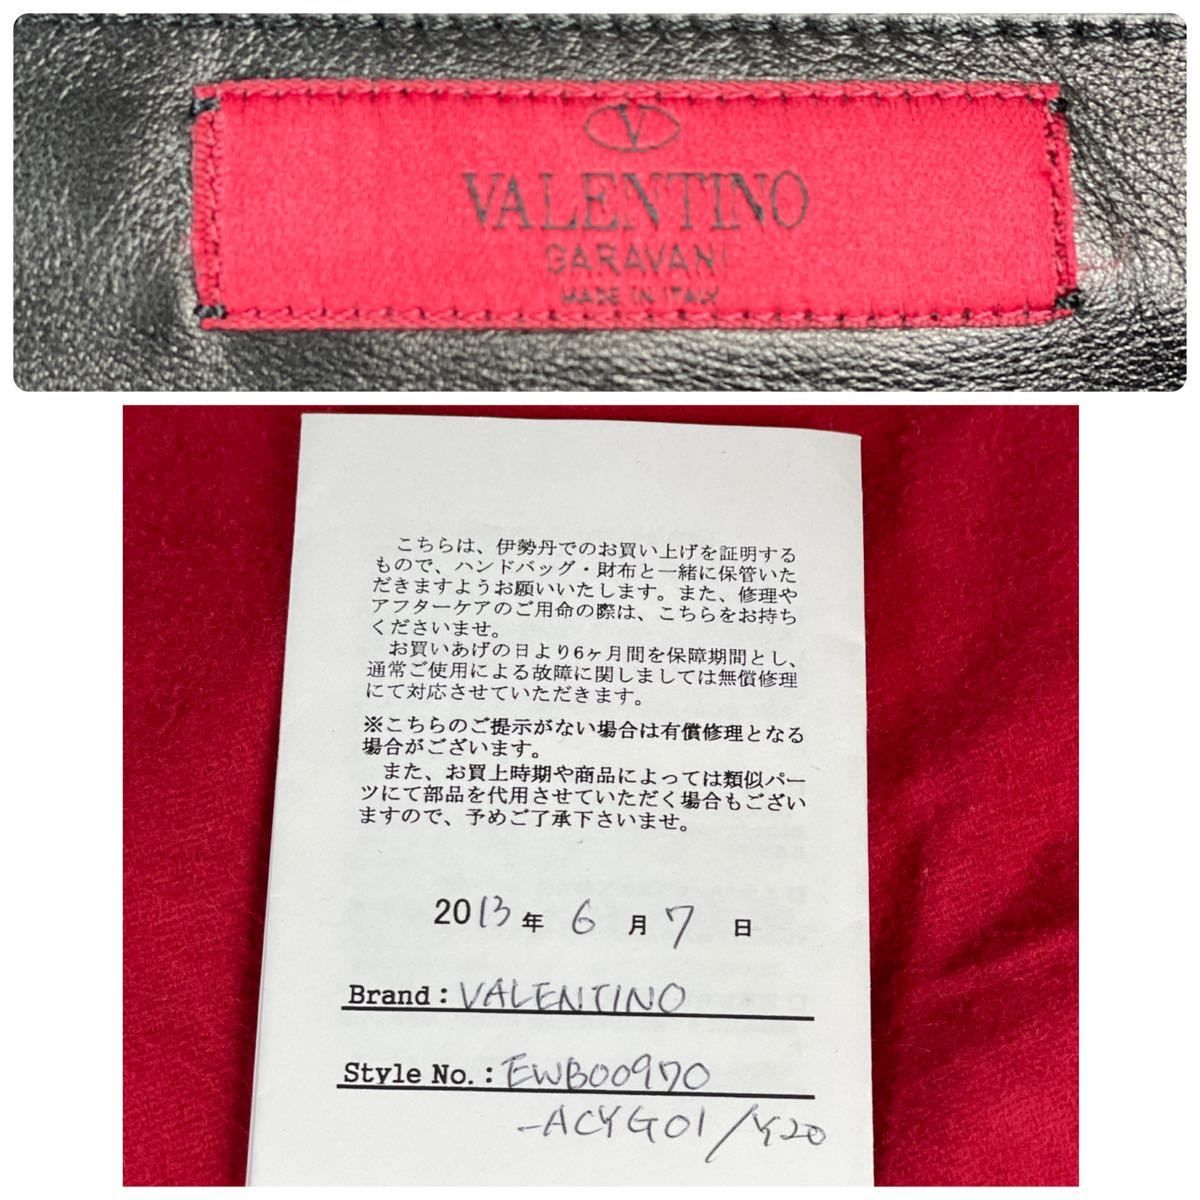 V
VALENTINO
GARAVANI
MADE IN ITALY
こちらは、伊勢丹でのお買い上げを証明する
もので、ハンドバッグ・財布と一緒に保管いた
だきますようお願いいたします。また、修理や
アフターケアのご用命の際は、こちらをお持ち
くださいませ。
お買いあげの日より6ヶ月間を保障期間とし、
通常ご使用による故障に関しましては無償修理
にて対応させていただきます。
※こちらのご提示がない場合は有償修理となる
場合がございます。
また、お買上時期や商品によっては類似パー
ツにて部品を代用させていただく場合もござい
ますので、予めご了承下さいませ。
2013年 6月 7日
Brand: VALENTINO
Style No.: EWB00970
-ACYG01/Y20